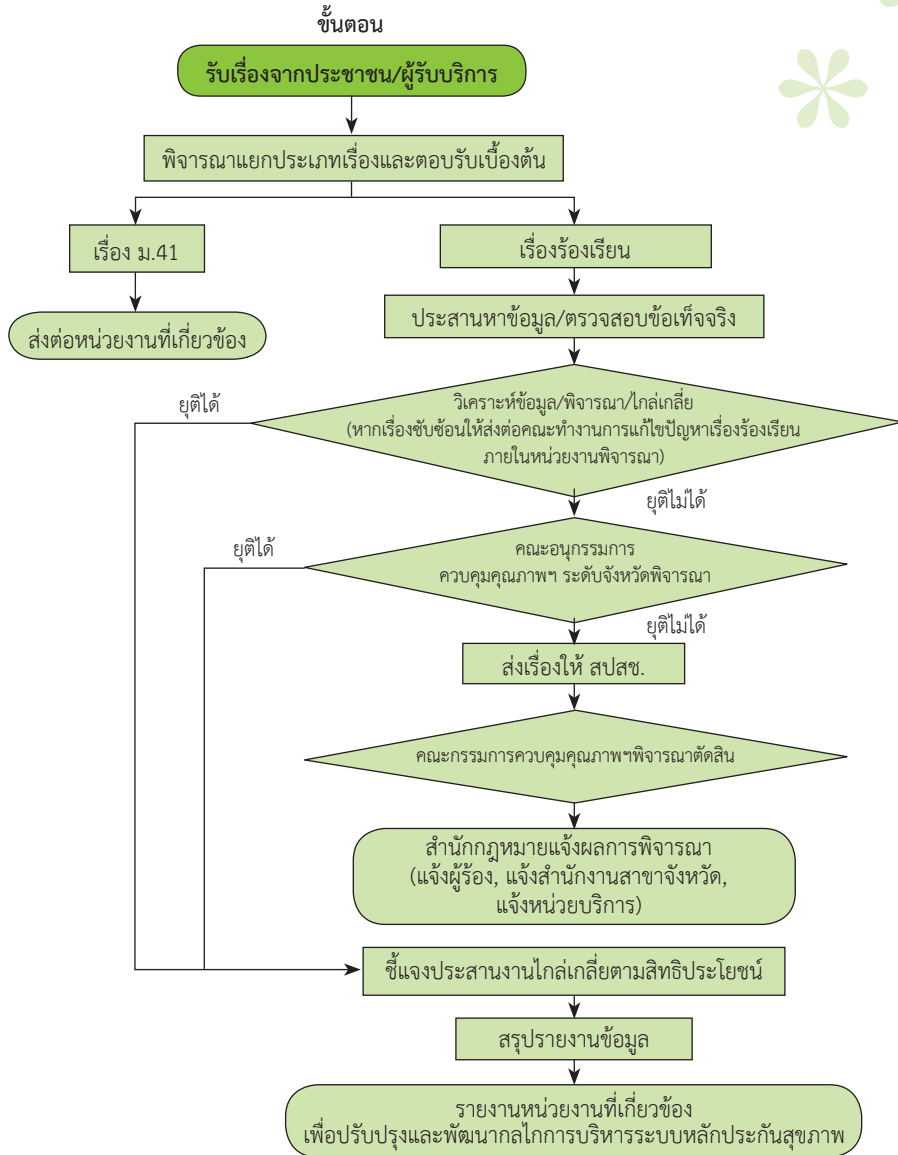 ขั้นตอน
รับเรื่องจากประชาชน/ผู้รับบริการ
พิจารณาแยกประเภทเรื่องและตอบรับเบื้องต้น
เรื่อง ม.41
เรื่องร้องเรียน
ส่งต่อหน่วยงานที่เกี่ยวข้อง
ประสานหาข้อมูล/ตรวจสอบข้อเท็จจริง
ยุติได้
วิเคราะห์ข้อมูล/พิจารณา/ไกล่เกลี่ย
(หากเรื่องซับซ้อนให้ส่งต่อคณะทำงานการแก้ไขปัญหาเรื่องร้องเรียน
ภายในหน่วยงานพิจารณา)
ยุติไม่ได้
ยุติได้
คณะอนุกรรมการ
ควบคุมคุณภาพฯ ระดับจังหวัดพิจารณา
ยุติไม่ได้
ส่งเรื่องให้ สปสช.
คณะกรรมการควบคุมคุณภาพฯพิจารณาตัดสิน
สำนักกฎหมายแจ้งผลการพิจารณา
(แจ้งผู้ร้อง, แจ้งสำนักงานสาขาจังหวัด,
แจ้งหน่วยบริการ)
ชี้แจงประสานงานไกล่เกลี่ยตามสิทธิประโยชน์
สรุปรายงานข้อมูล
รายงานหน่วยงานที่เกี่ยวข้อง
เพื่อปรับปรุงและพัฒนากลไกการบริหารระบบหลักประกันสุขภาพ